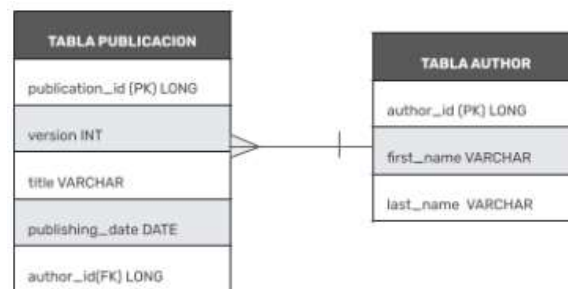 TABLA PUBLICACION
publication_id (PK) LONG
version INT
title VARCHAR
publishing_date DATE
author_id(FK) LONG
TABLA AUTHOR
author_id (PK) LONG
first_name VARCHAR
last_name VARCHAR